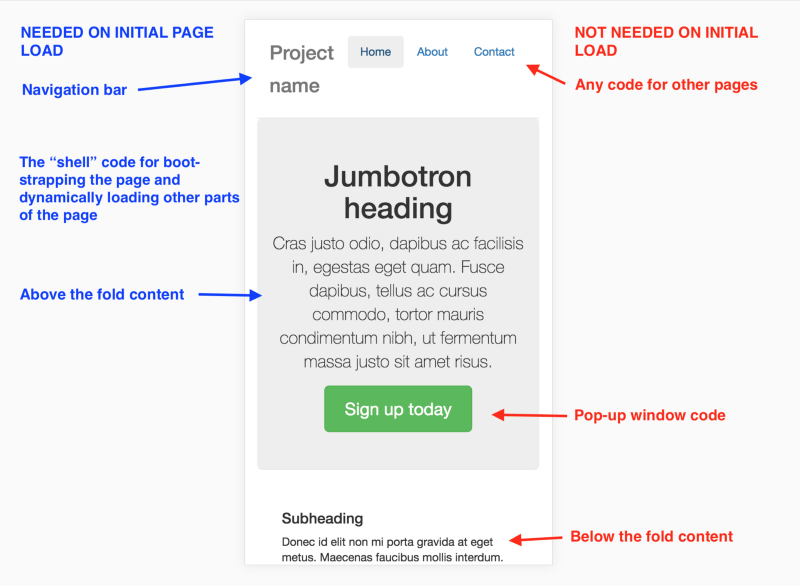 NEEDED ON INITIAL PAGE
LOAD
Navigation bar
The “shell” code for boot-
strapping the page and
dynamically loading other parts
of the page
Above the fold content
Project
name
Home
About
Contact
Jumbotron
heading
Cras justo odio, dapibus ac facilisis
in, egestas eget quam. Fusce
dapibus, tellus ac cursus
commodo, tortor mauris
condimentum nibh, ut fermentum
massa justo sit amet risus.
Sign up today
Subheading
Donec id elit non mi porta gravida at eget
metus. Maecenas faucibus mollis interdum.
NOT NEEDED ON INITIAL
LOAD
Any code for other pages
Pop-up window code
Below the fold content